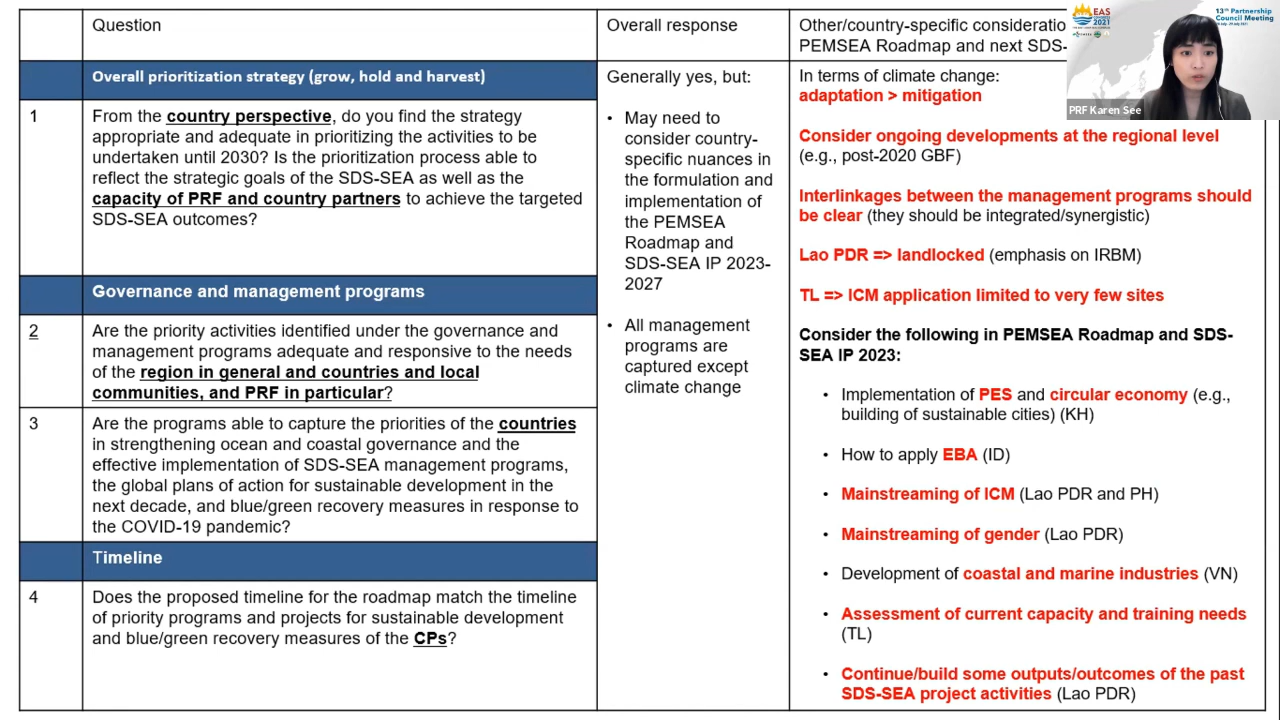 Question
Overall response
Other/country-specific consideratio
PEMSEA Roadmap and next SDS-
EAS
2021
13th Partnership
Council Meeting
PRF Karen See
Overall prioritization strategy (grow, hold and harvest)
1
From the country perspective, do you find the strategy
appropriate and adequate in prioritizing the activities to be
undertaken until 2030? Is the prioritization process able to
reflect the strategic goals of the SDS-SEA as well as the
capacity of PRF and country partners to achieve the targeted
SDS-SEA outcomes?
Governance and management programs
2
Are the priority activities identified under the governance and
management programs adequate and responsive to the needs
of the region in general and countries and local
communities, and PRF in particular?
3
Are the programs able to capture the priorities of the countries
in strengthening ocean and coastal governance and the
effective implementation of SDS-SEA management programs,
the global plans of action for sustainable development in the
next decade, and blue/green recovery measures in response to
the COVID-19 pandemic?
Timeline
4
Does the proposed timeline for the roadmap match the timeline
of priority programs and projects for sustainable development
and blue/green recovery measures of the CPs?
Generally yes, but:
• May need to
consider country-
specific nuances in
the formulation and
implementation of
the PEMSEA
Roadmap and
SDS-SEA IP 2023-
2027
• All management
programs are
captured except
climate change
In terms of climate change:
adaptation > mitigation
Consider ongoing developments at the regional level
(e.g., post-2020 GBF)
Interlinkages between the management programs should
be clear (they should be integrated/synergistic)
Lao PDR => landlocked (emphasis on IRBM)
TL => ICM application limited to very few sites
Consider the following in PEMSEA Roadmap and SDS-
SEA IP 2023:
• Implementation of PES and circular economy (e.g.,
building of sustainable cities) (KH)
• How to apply EBA (ID)
• Mainstreaming of ICM (Lao PDR and PH)
• Mainstreaming of gender (Lao PDR)
• Development of coastal and marine industries (VN)
• Assessment of current capacity and training needs
(TL)
• Continue/build some outputs/outcomes of the past
SDS-SEA project activities (Lao PDR)